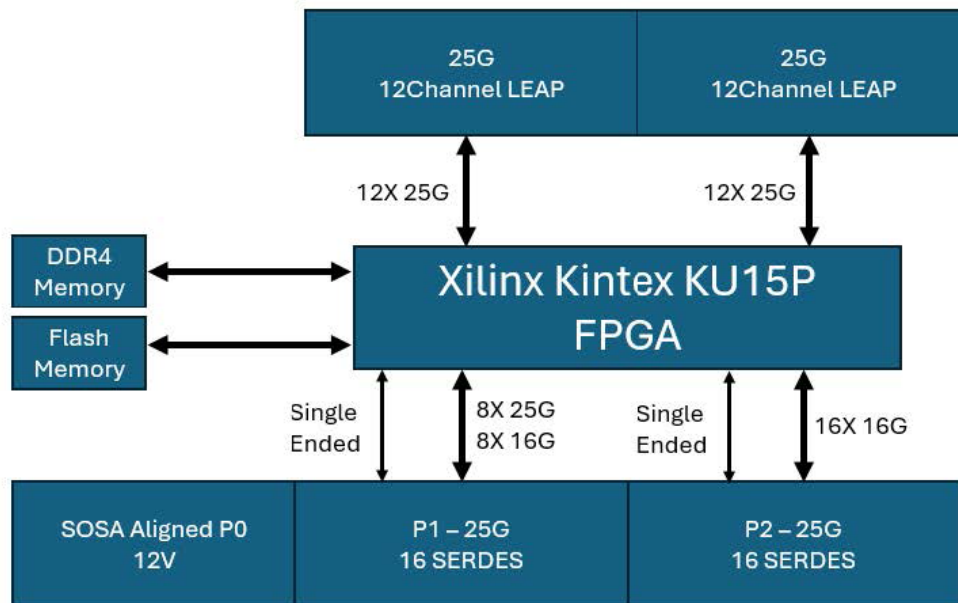 25G
12Channel LEAP
25G
12Channel LEAP
12X 25G
12X 25G
DDR4
Memory
Xilinx Kintex KU15P
FPGA
Flash
Memory
Single
Ended
8X 25G
8X 16G
Single
Ended
16X 16G
SOSA Aligned P0
12V
P1 – 25G
16 SERDES
P2 – 25G
16 SERDES